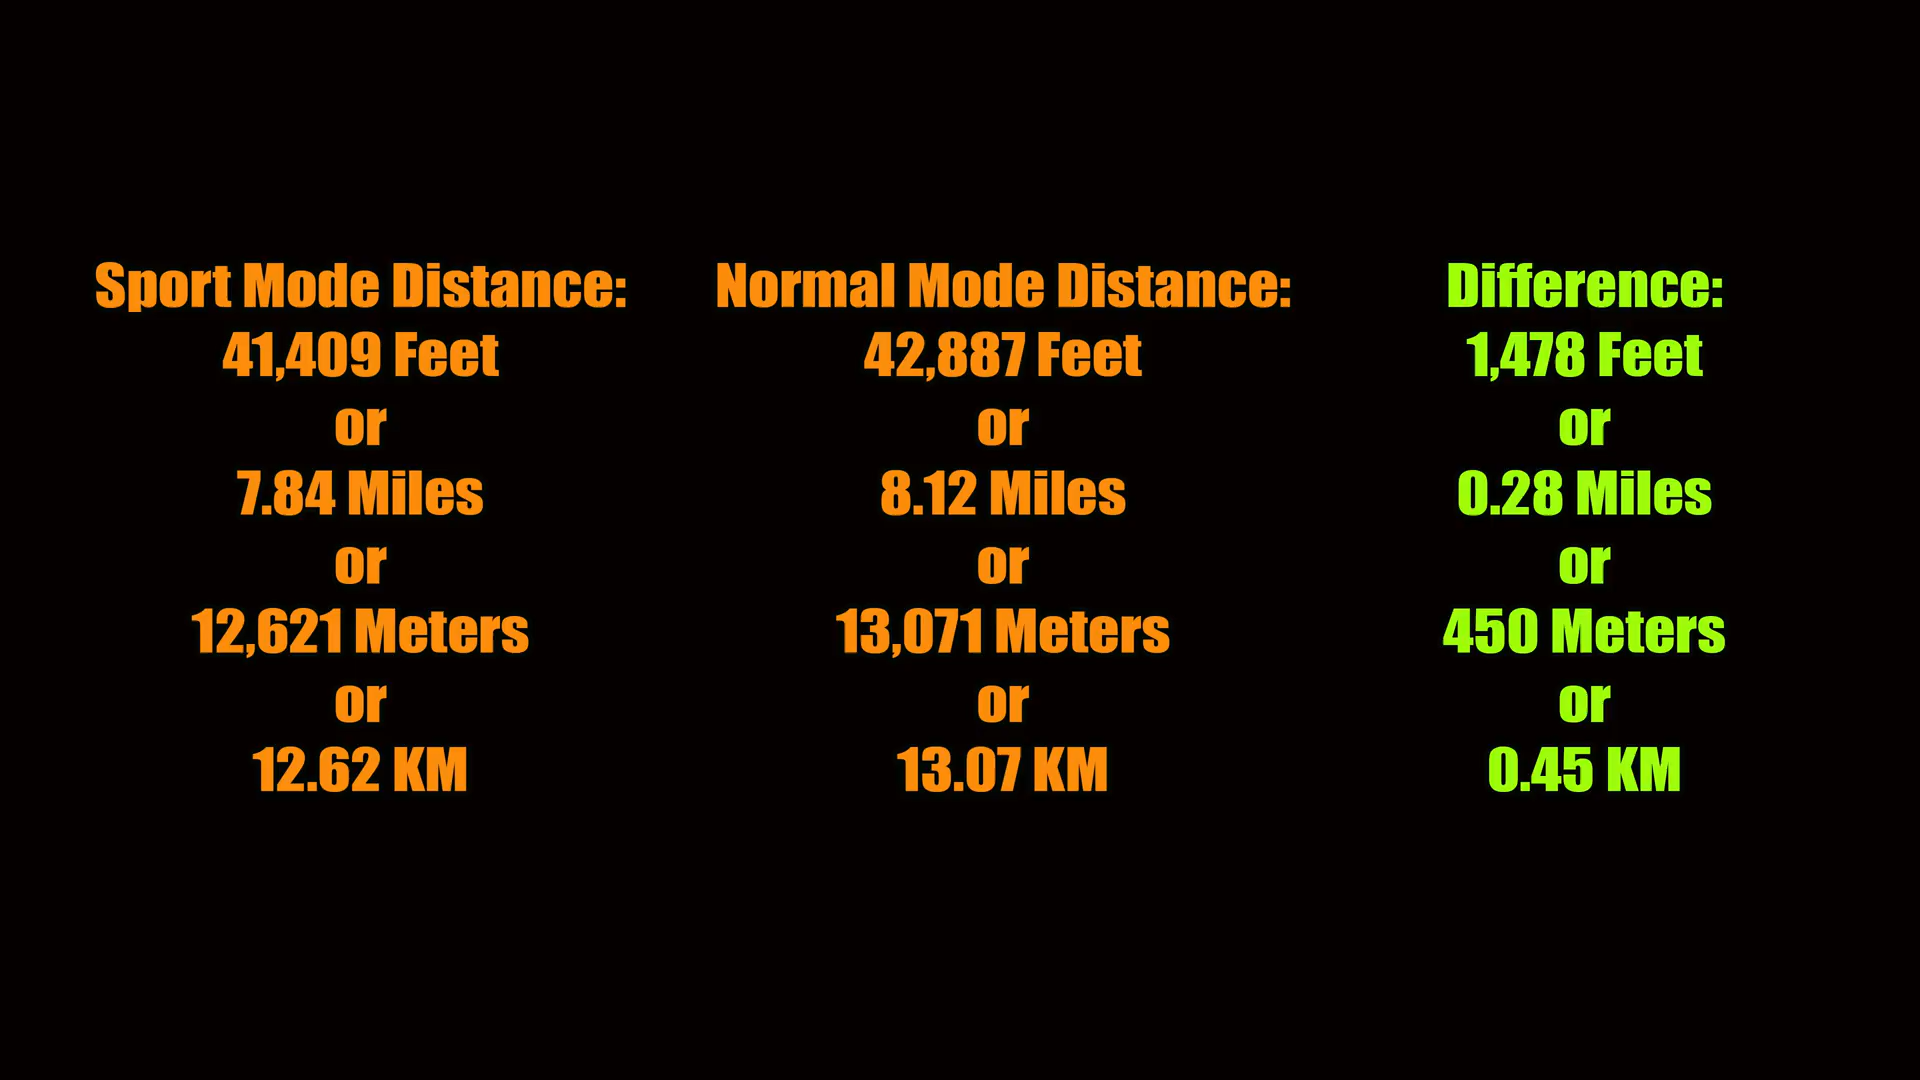 Sport Mode Distance:
41,409 Feet
or
7.84 Miles
or
12,621 Meters
or
12.62 KM
Normal Mode Distance:
42,887 Feet
or
8.12 Miles
or
13,071 Meters
or
13.07 KM
Difference:
1,478 Feet
or
0.28 Miles
or
450 Meters
or
0.45 KM